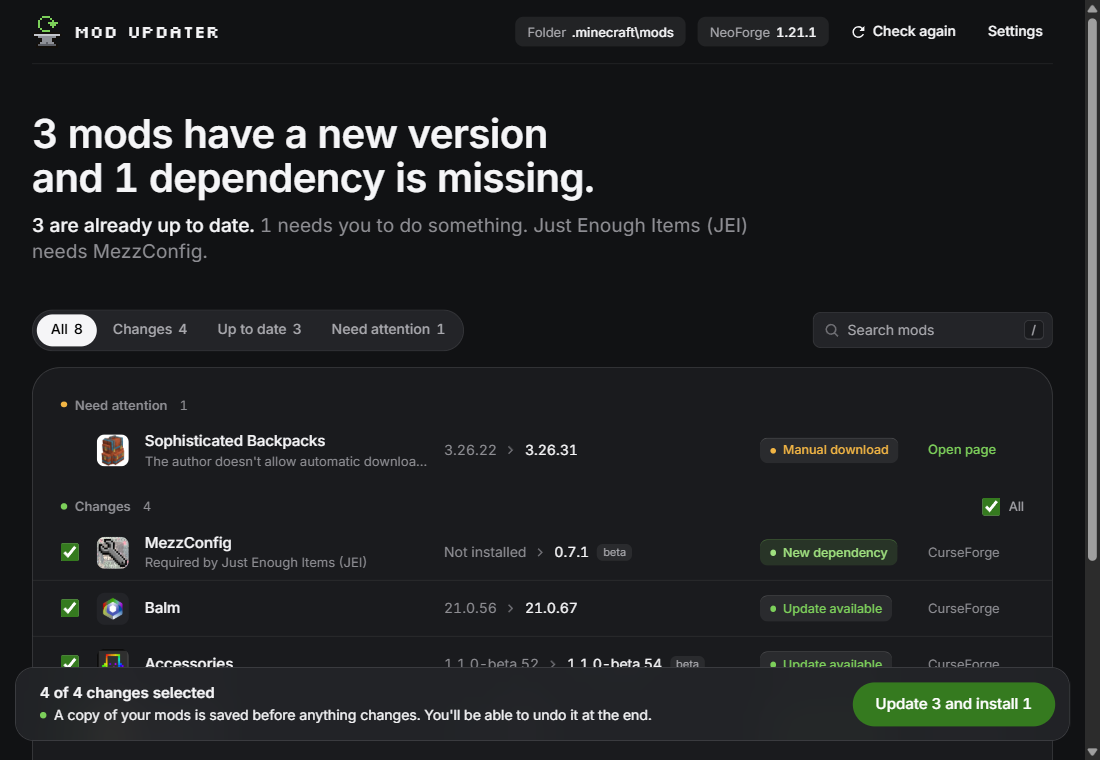 MOD UPDATER
Folder .minecraft\mods
NeoForge 1.21.1
Check again
Settings
3 mods have a new version
and 1 dependency is missing.
3 are already up to date. 1 needs you to do something. Just Enough Items (JEI)
needs MezzConfig.
All 8
Changes 4
Up to date 3
Need attention 1
Search mods
/
Need attention 1
Sophisticated Backpacks
The author doesn't allow automatic downloa...
3.26.22 > 3.26.31
Manual download
Open page
Changes 4
All
MezzConfig
Required by Just Enough Items (JEI)
Not installed > 0.7.1 beta
New dependency
CurseForge
Balm
21.0.56 > 21.0.67
Update available
CurseForge
Accessories
1.1.0-beta.52 > 1.1.0-beta.54 beta
Update available
CurseForge
4 of 4 changes selected
A copy of your mods is saved before anything changes. You'll be able to undo it at the end.
Update 3 and install 1